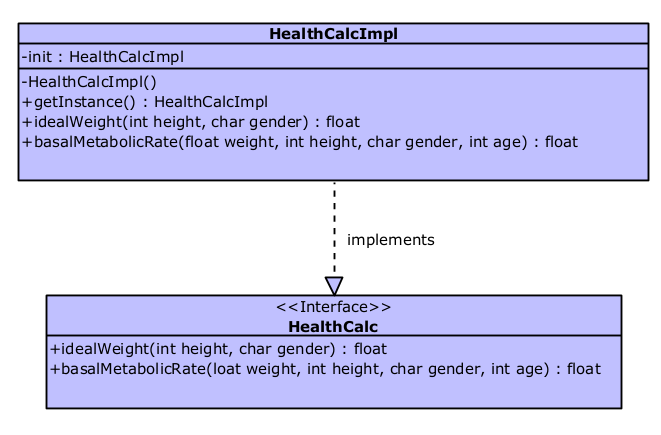 HealthCalcImpl
-init : HealthCalcImpl
-HealthCalcImpl()
+getInstance() : HealthCalcImpl
+idealWeight(int height, char gender) : float
+basalMetabolicRate(float weight, int height, char gender, int age) : float
implements
<<Interface>>
HealthCalc
+idealWeight(int height, char gender) : float
+basalMetabolicRate(loat weight, int height, char gender, int age) : float